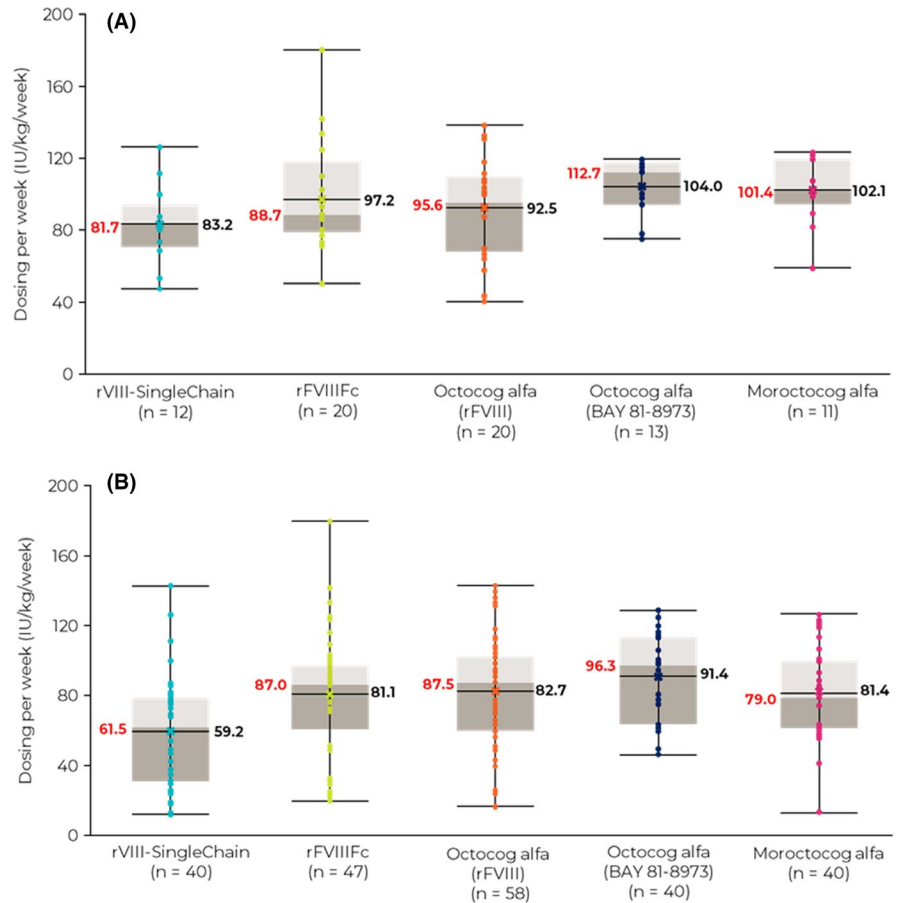 (A)
Dosing per week (IU/kg/week)
200
160
120
80
40
0
81.7
83.2
88.7
97.2
95.6
92.5
112.7
104.0
101.4
102.1
rVIII-SingleChain
(n = 12)
rFVIIIFc
(n = 20)
Octocog alfa
(rFVIII)
(n = 20)
Octocog alfa
(BAY 81-8973)
(n = 13)
Moroctocog alfa
(n = 11)
(B)
Dosing per week (IU/kg/week)
200
160
120
80
40
0
61.5
59.2
87.0
81.1
87.5
82.7
96.3
91.4
79.0
81.4
rVIII-SingleChain
(n = 40)
rFVIIIFc
(n = 47)
Octocog alfa
(rFVIII)
(n = 58)
Octocog alfa
(BAY 81-8973)
(n = 40)
Moroctocog alfa
(n = 40)